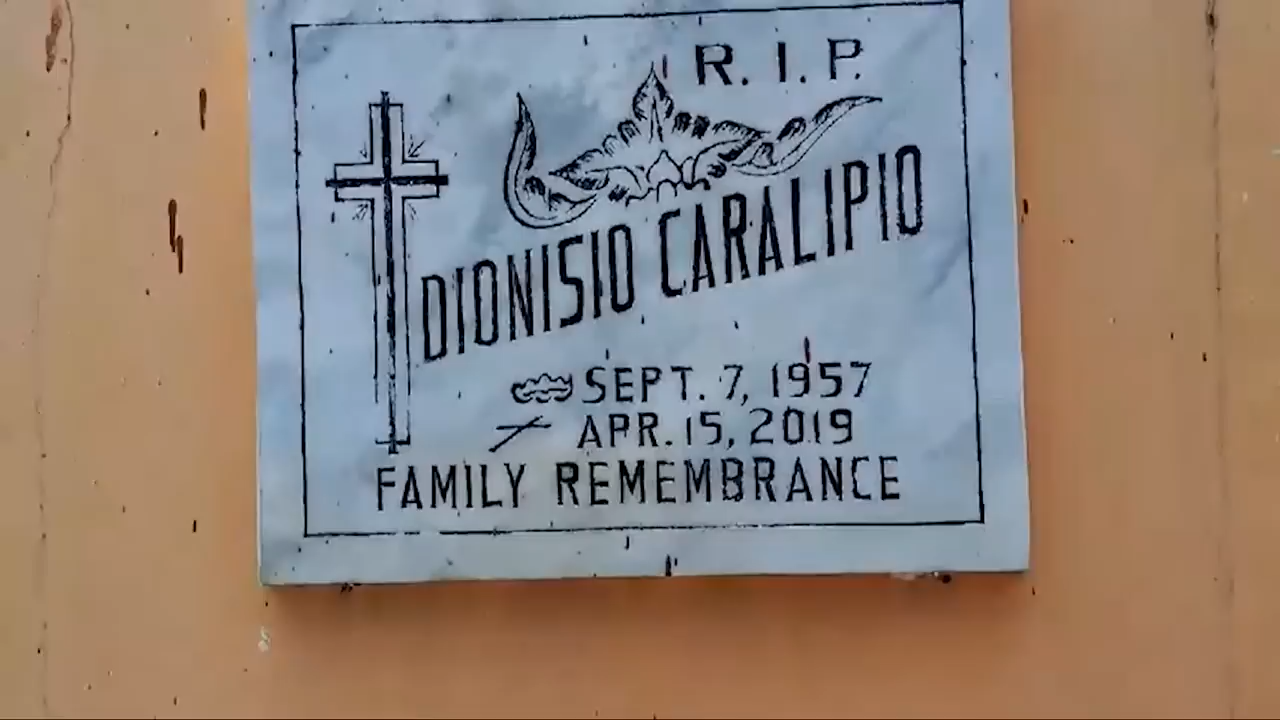 R. I. P.
DIONISIO CARALIPIO
SEPT. 7, 1957
APR. 15, 2019
FAMILY REMEMBRANCE